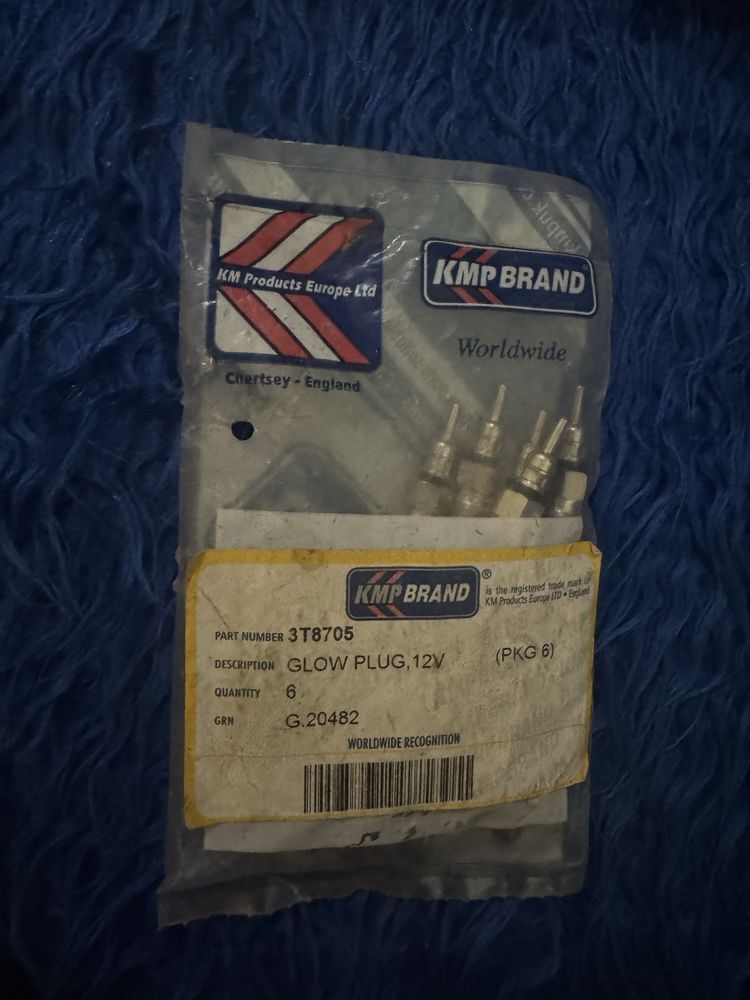 KM Products Europe Ltd
Chertsey - England
KMP BRAND
Worldwide
KMP BRAND®
is the registered trade mark of
KM Products Europe LTD • England
PART NUMBER 3T8705
DESCRIPTION GLOW PLUG,12V (PKG 6)
QUANTITY 6
GRN G.20482
WORLDWIDE RECOGNITION